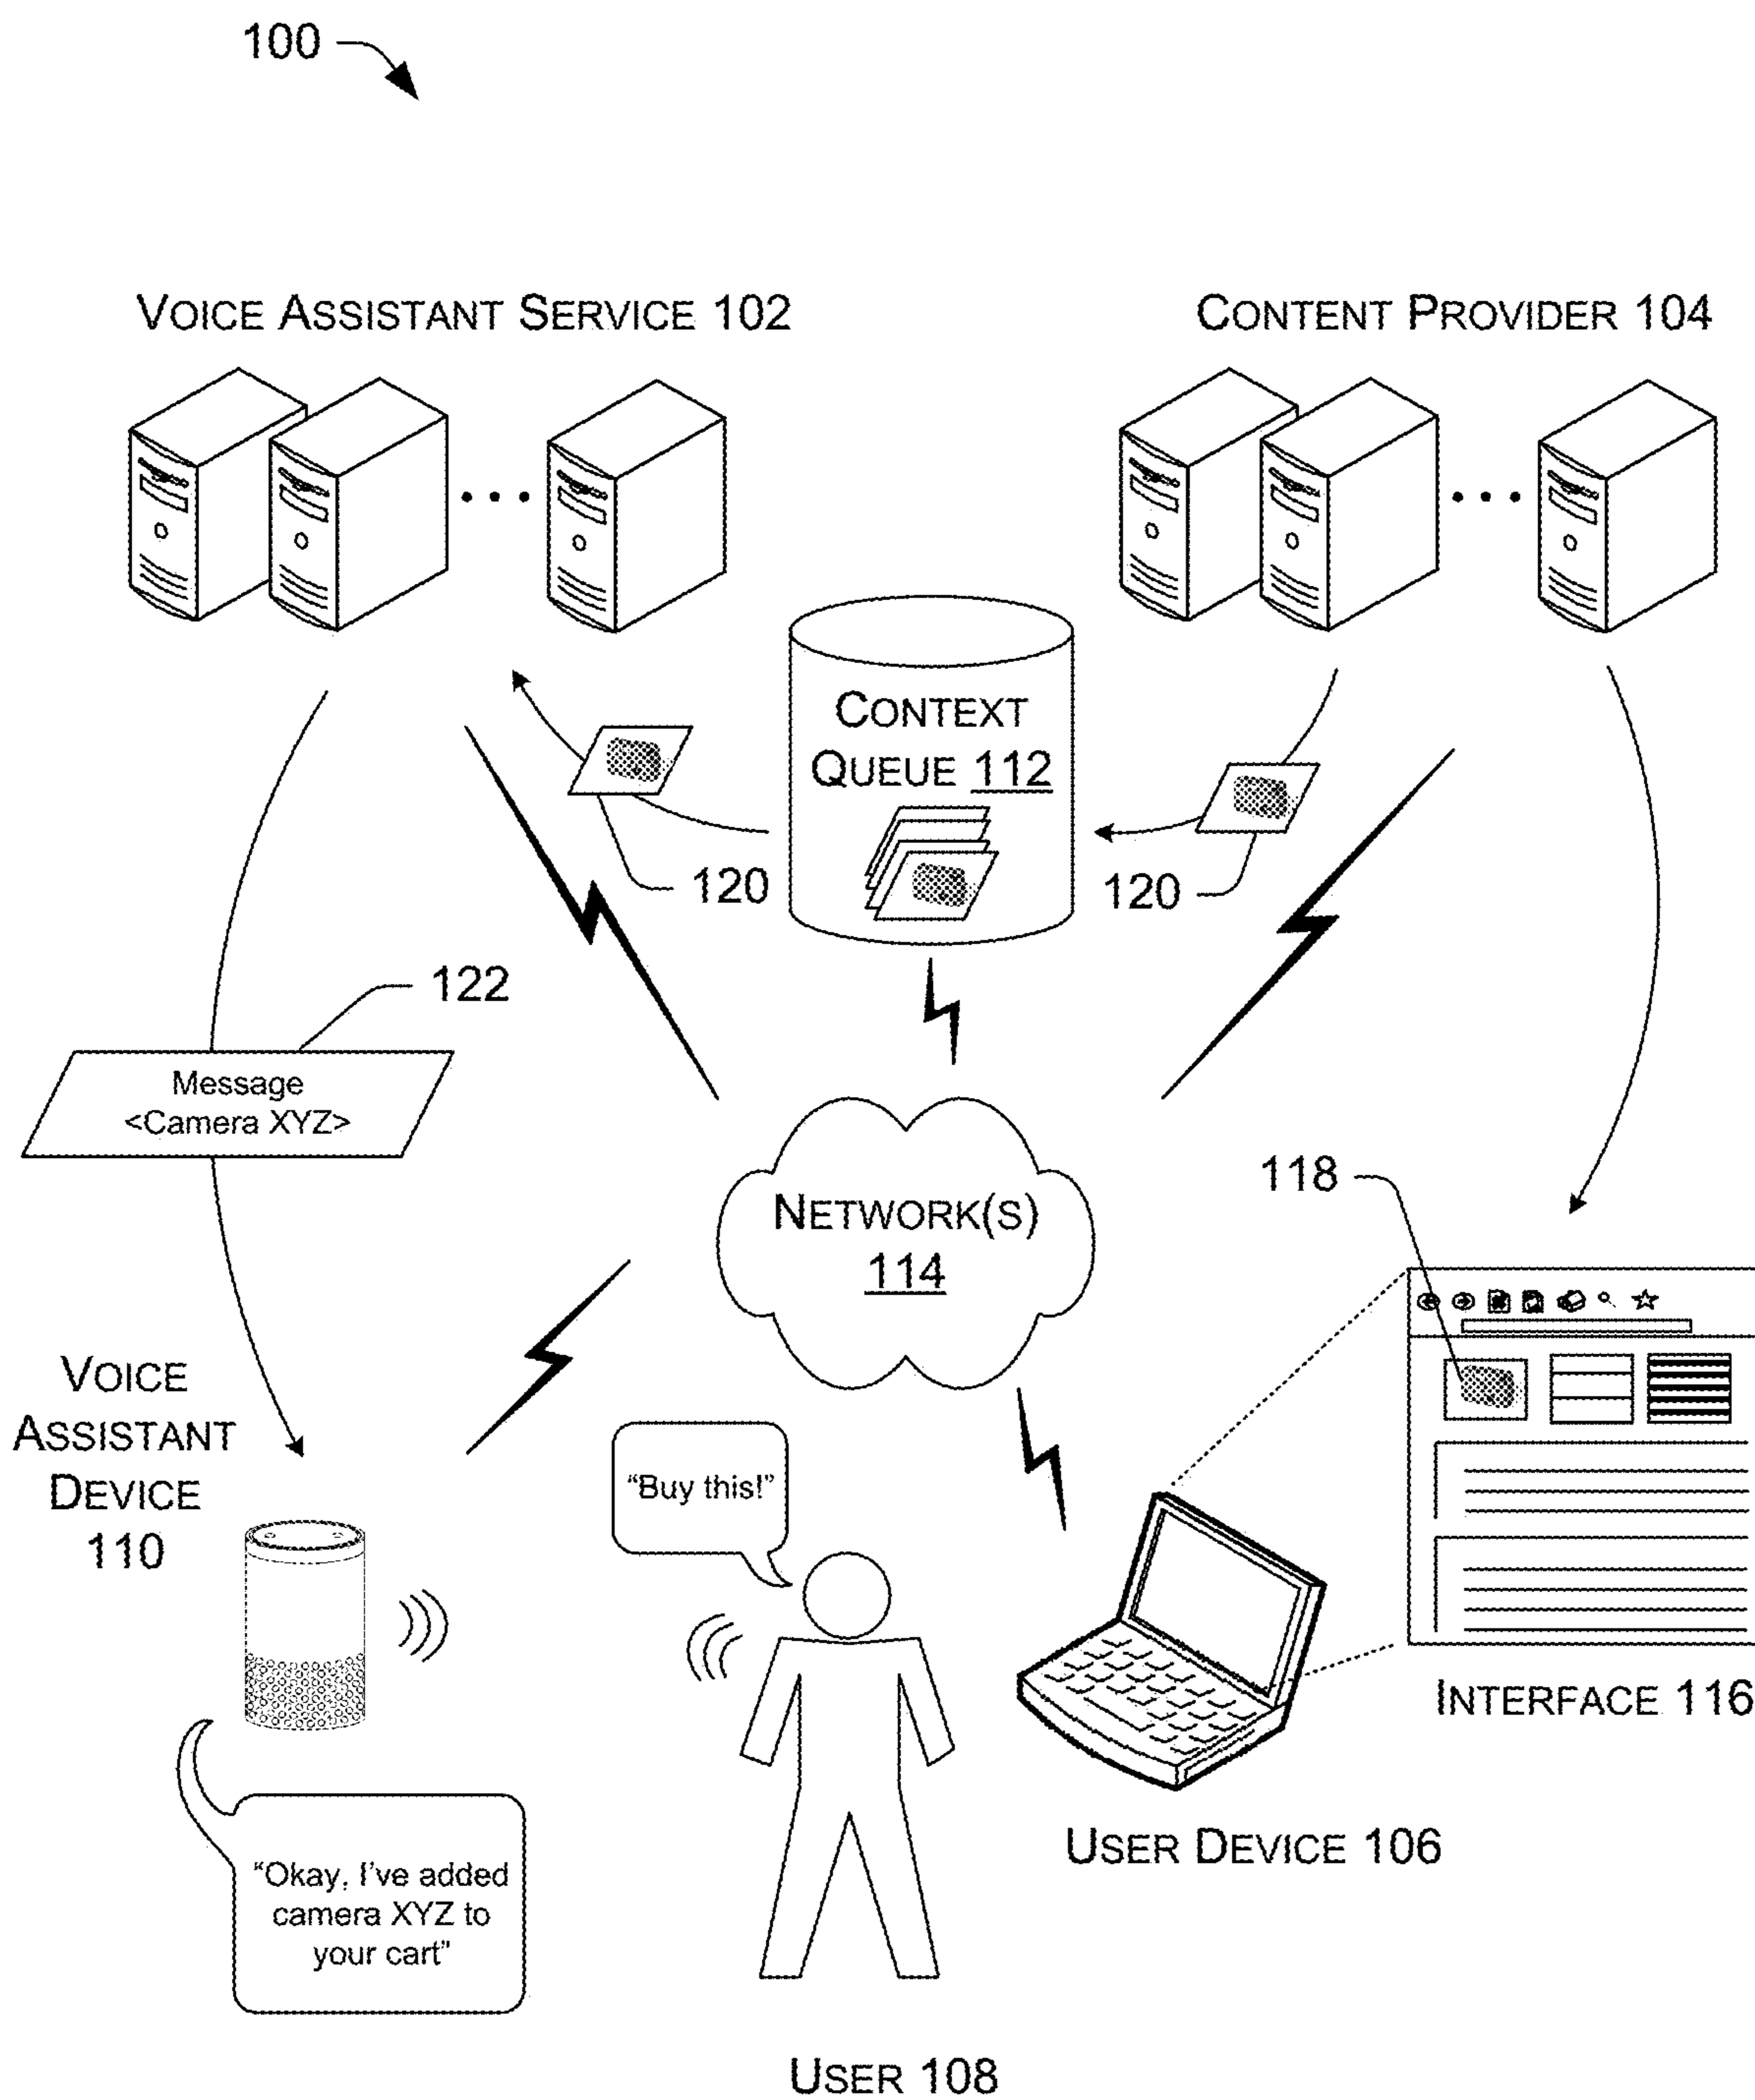 100
VOICE ASSISTANT SERVICE 102
CONTENT PROVIDER 104
CONTEXT
QUEUE 112
120
120
122
Message
<Camera XYZ>
NETWORK(S)
114
118
VOICE
ASSISTANT
DEVICE
110
“Buy this!”
INTERFACE 116
USER DEVICE 106
“Okay, I’ve added
camera XYZ to
your cart”
USER 108